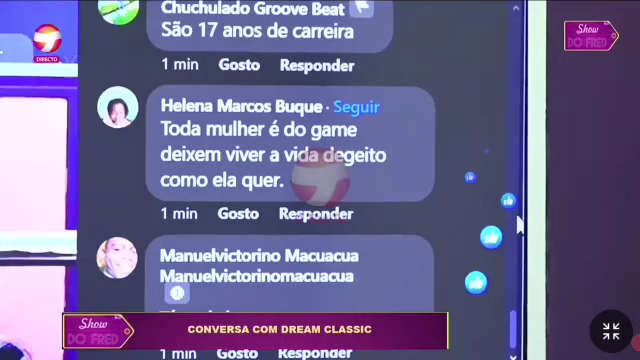 Chuchulado Groove Beat
São 17 anos de carreira
1 min Gosto Responder
DIRECTO
Show
DO FRED
Helena Marcos Buque · Seguir
Toda mulher é do game
deixem viver a vida degeito
como ela quer.
1 min Gosto Responder
Manuelvictorino Macuacua
Manuelvictorinomacuacua
Show
DO FRED
CONVERSA COM DREAM CLASSIC
1 min Gosto Responder